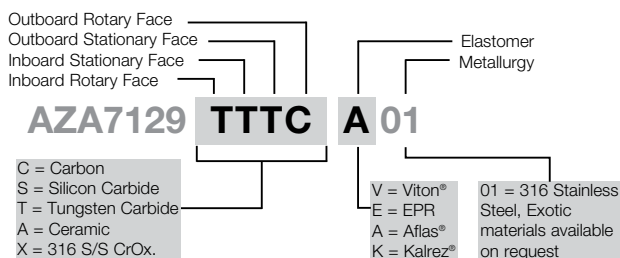 Outboard Rotary Face
Outboard Stationary Face
Inboard Stationary Face
Inboard Rotary Face
Elastomer
Metallurgy
AZA7129 TTTC A 01
C = Carbon
S = Silicon Carbide
T = Tungsten Carbide
A = Ceramic
X = 316 S/S CrOx.
V = Viton®
E = EPR
A = Aflas®
K = Kalrez®
01 = 316 Stainless
Steel, Exotic
materials available
on request